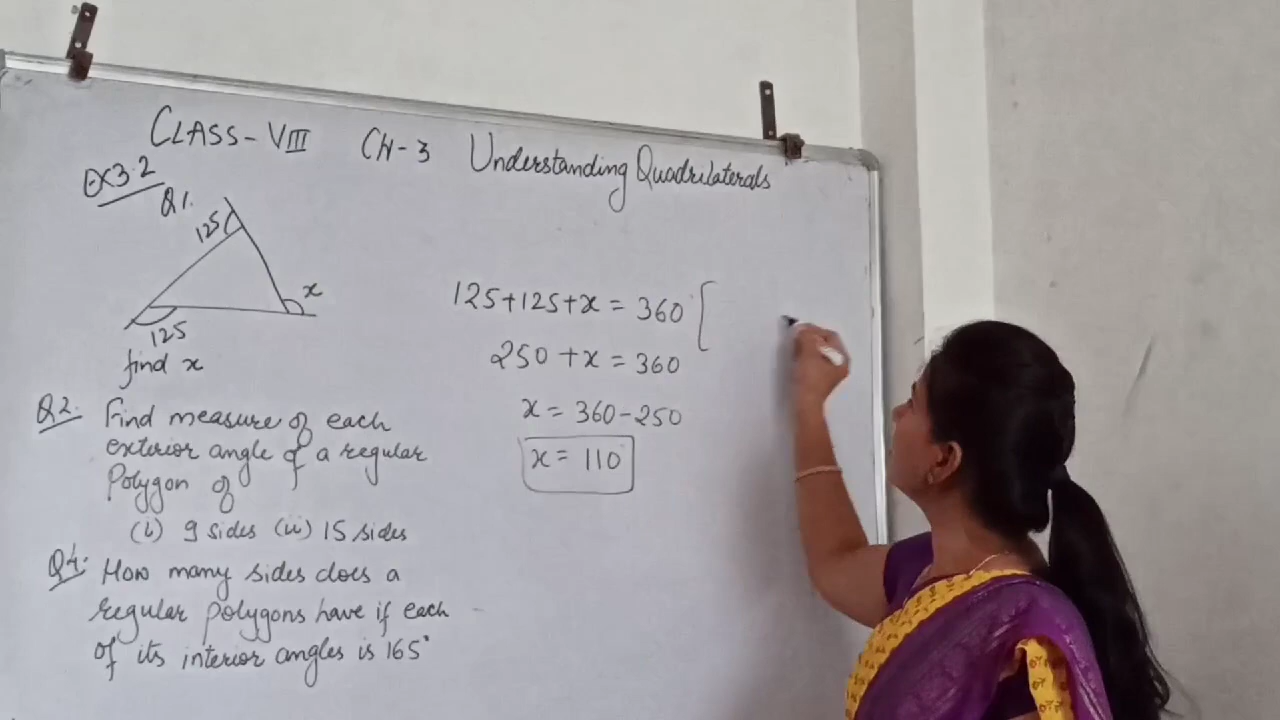 CLASS-VIII CH-3 Understanding Quadrilaterals
EX3.2
Q1.
125
x
125
find x
125+125+x = 360 [
250 + x = 360
x = 360-250
x = 110
Q2. Find measure of each
exterior angle of a regular
Polygon of
(i) 9 sides (ii) 15 sides
Q4. How many sides does a
regular polygons have if each
of its interior angles is 165°